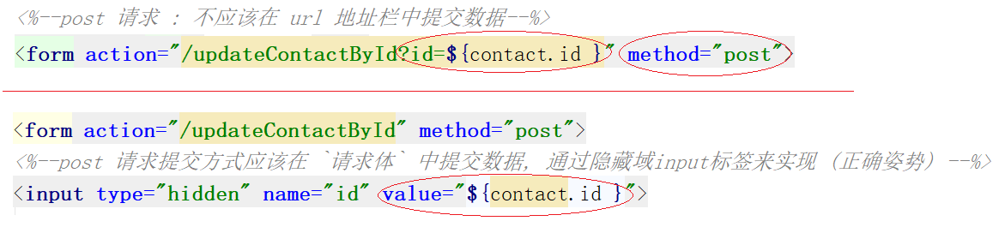 <%--post 请求 : 不应该在 url 地址栏中提交数据--%>
<form action="/updateContactById?id=${contact.id }" method="post">
<form action="/updateContactById" method="post">
<%--post 请求提交方式应该在 `请求体` 中提交数据, 通过隐藏域input标签来实现 (正确姿势) --%>
<input type="hidden" name="id" value="${contact.id }">